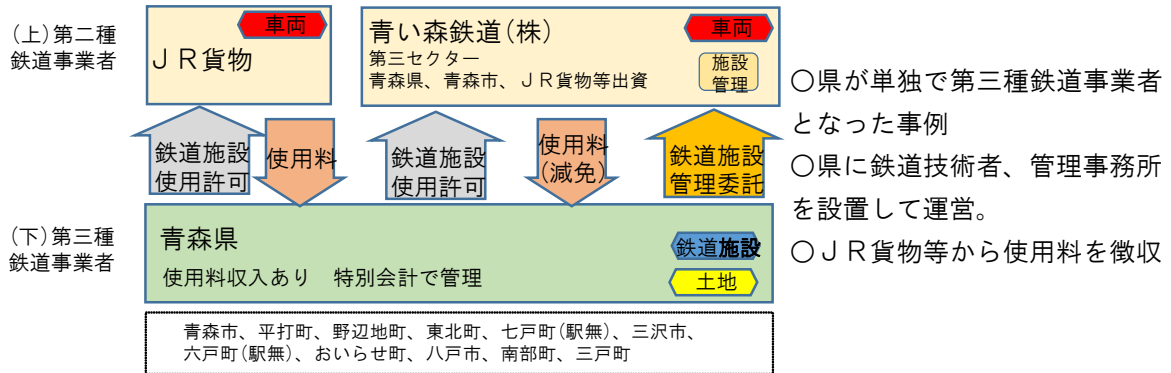 (上)第二種
鉄道事業者
車両
ＪＲ貨物
青い森鉄道(株)
第三セクター
青森県、青森市、ＪＲ貨物等出資
車両
施設
管理
鉄道施設
使用許可
使用料
鉄道施設
使用許可
使用料
(減免)
鉄道施設
管理委託
(下)第三種
鉄道事業者
青森県
使用料収入あり　特別会計で管理
鉄道施設
土地
青森市、平打町、野辺地町、東北町、七戸町(駅無)、三沢市、
六戸町(駅無)、おいらせ町、八戸市、南部町、三戸町
○県が単独で第三種鉄道事業者
となった事例
○県に鉄道技術者、管理事務所
を設置して運営。
○ＪＲ貨物等から使用料を徴収